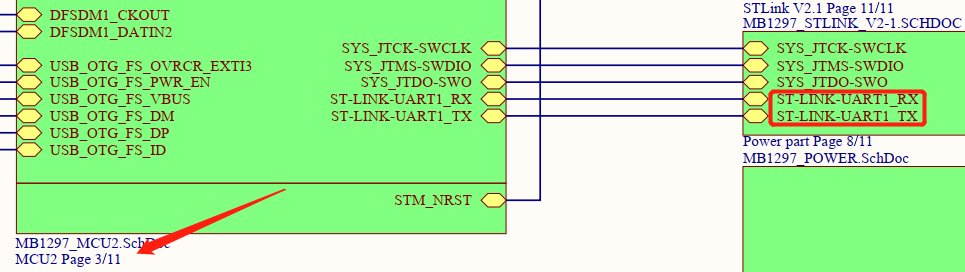 DFSDM1_CKOUT
DFSDM1_DATIN2
USB_OTG_FS_OVRCR_EXTI3
USB_OTG_FS_PWR_EN
USB_OTG_FS_VBUS
USB_OTG_FS_DM
USB_OTG_FS_DP
USB_OTG_FS_ID
SYS_JTCK-SWCLK
SYS_JTMS-SWDIO
SYS_JTDO-SWO
ST-LINK-UART1_RX
ST-LINK-UART1_TX
STM_NRST
MB1297_MCU2.SchDoc
MCU2 Page 3/11
STLink V2.1 Page 11/11
MB1297_STLINK_V2-1.SCHDOC
SYS_JTCK-SWCLK
SYS_JTMS-SWDIO
SYS_JTDO-SWO
ST-LINK-UART1_RX
ST-LINK-UART1_TX
Power part Page 8/11
MB1297_POWER.SchDoc